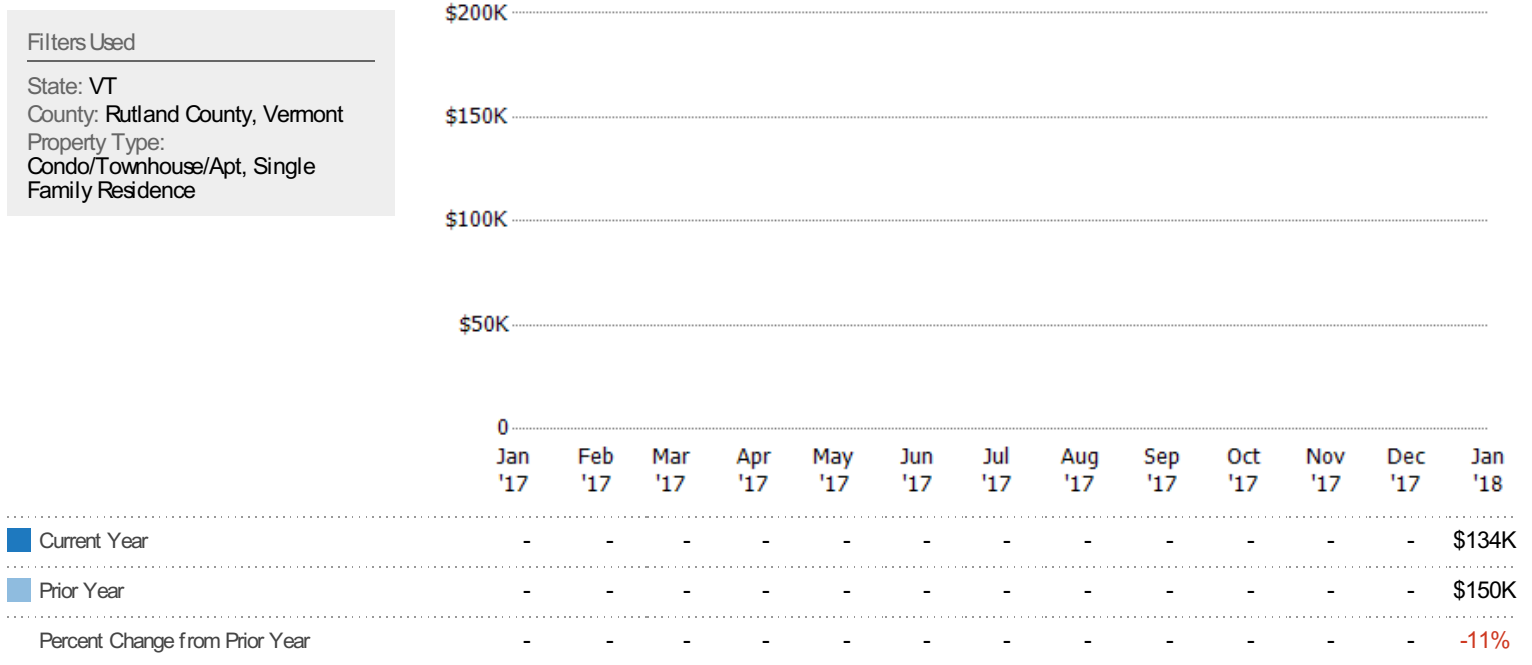 Filters Used
State: VT
County: Rutland County, Vermont
Property Type:
Condo/Townhouse/Apt, Single
Family Residence
$200K
$150K
$100K
$50K
0
Jan Feb Mar Apr May Jun Jul Aug Sep Oct Nov Dec Jan
'17 '17 '17 '17 '17 '17 '17 '17 '17 '17 '17 '17 '18
Current Year - - - - - - - - - - - - $134K
Prior Year - - - - - - - - - - - - $150K
Percent Change from Prior Year - - - - - - - - - - - - -11%